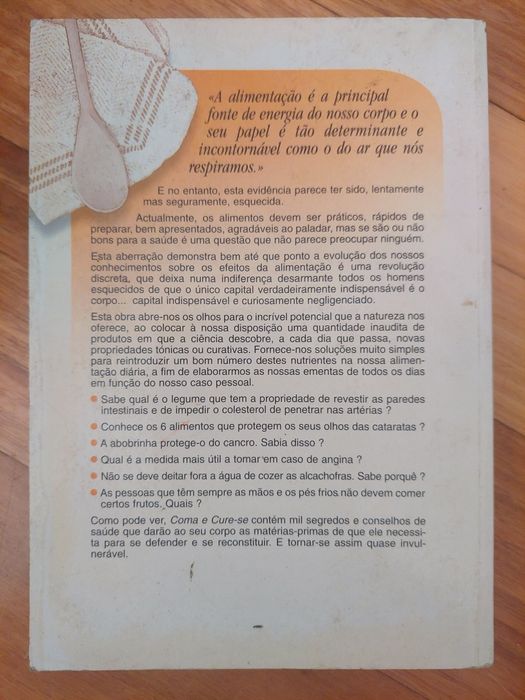 «A alimentação é a principal
fonte de energia do nosso corpo e o
seu papel é tão determinante e
incontornável como o do ar que nós
respiramos.»
E no entanto, esta evidência parece ter sido, lentamente
mas seguramente, esquecida.
Actualmente, os alimentos devem ser práticos, rápidos de
preparar, bem apresentados, agradáveis ao paladar, mas se são ou não
bons para a saúde é uma questão que não parece preocupar ninguém.
Esta aberração demonstra bem até que ponto a evolução dos nossos
conhecimentos sobre os efeitos da alimentação é uma revolução
discreta, que deixa numa indiferença desarmante todos os homens
esquecidos de que o único capital verdadeiramente indispensável é o
corpo... capital indispensável e curiosamente negligenciado.
Esta obra abre-nos os olhos para o incrível potencial que a natureza nos
oferece, ao colocar à nossa disposição uma quantidade inaudita de
produtos em que a ciência descobre, a cada dia que passa, novas
propriedades tónicas ou curativas. Fornece-nos soluções muito simples
para reintroduzir um bom número destes nutrientes na nossa alimen-
tação diária, a fim de elaborarmos as nossas ementas de todos os dias
em função do nosso caso pessoal.
● Sabe qual é o legume que tem a propriedade de revestir as paredes
intestinais e de impedir o colesterol de penetrar nas artérias ?
● Conhece os 6 alimentos que protegem os seus olhos das cataratas ?
● A abobrinha protege-o do cancro. Sabia disso ?
● Qual é a medida mais útil a tomar em caso de angina ?
● Não se deve deitar fora a água de cozer as alcachofras. Sabe porquê ?
● As pessoas que têm sempre as mãos e os pés frios não devem comer
certos frutos. Quais ?
Como pode ver, Coma e Cure-se contém mil segredos e conselhos de
saúde que darão ao seu corpo as matérias-primas de que ele necessi-
ta para se defender e se reconstituir. E tornar-se assim quase invul-
nerável.